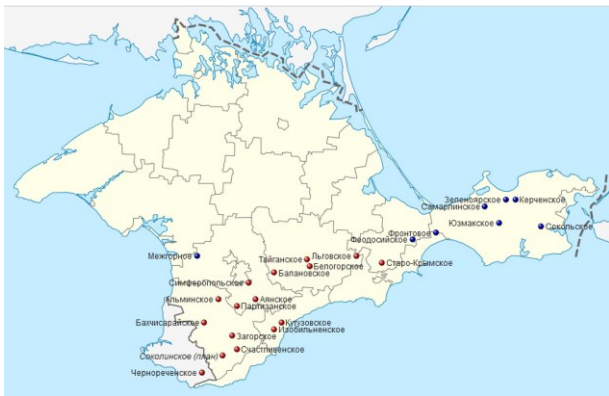 Зеленоярское
Керченское
Самарлинское
Юзмакское
Сокольское
Фронтовое
Феодосийское
Межгорное
Льговское
Тайганское
Белогорское
Старо-Крымское
Балановское
Симферопольское
Альминское
Аянское
Партизанское
Бахчисарайское
Кутузовское
Изобильненское
Загорское
Счастливенское
Соколинское (план)
Чернореченское